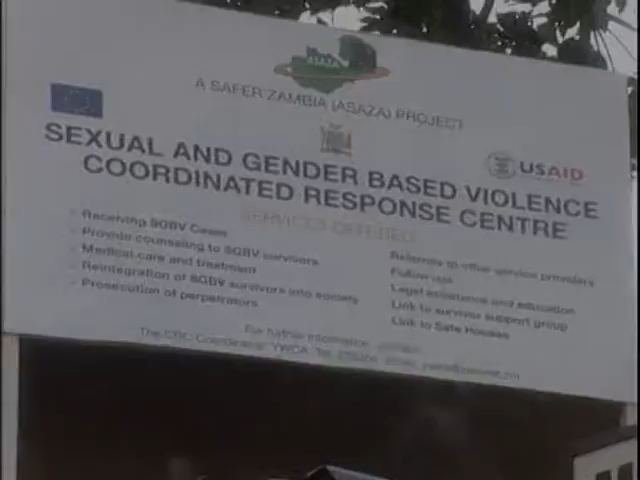 ASAZA
A SAFER ZAMBIA (ASAZA) PROJECT
USAID
SEXUAL AND GENDER BASED VIOLENCE
COORDINATED RESPONSE CENTRE
SERVICES OFFERED
Receiving SGBV Cases
Provide counseling to SGBV survivors
Medical care and treatment
Reintegration of SGBV survivors into society
Prosecution of perpetrators
Referrals to other service providers
Follow ups
Legal assistance and education
Link to survivor support group
Link to Safe Houses
For further information, contact:
The CRC Coordinator YWCA, Tel: